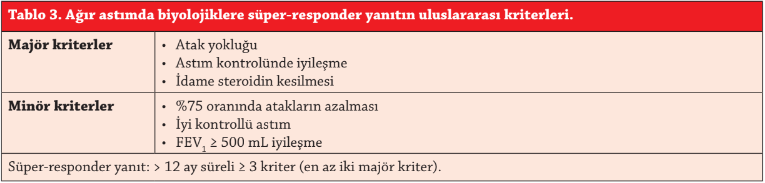 Tablo 3. Ağır astımda biyolojiklere süper-responder yanıtın uluslararası kriterleri.
Majör kriterler
• Atak yokluğu
• Astım kontrolünde iyileşme
• İdame steroidin kesilmesi
Minör kriterler
• %75 oranında atakların azalması
• İyi kontrollü astım
• FEV₁ ≥ 500 mL iyileşme
Süper-responder yanıt: > 12 ay süreli ≥ 3 kriter (en az iki majör kriter).